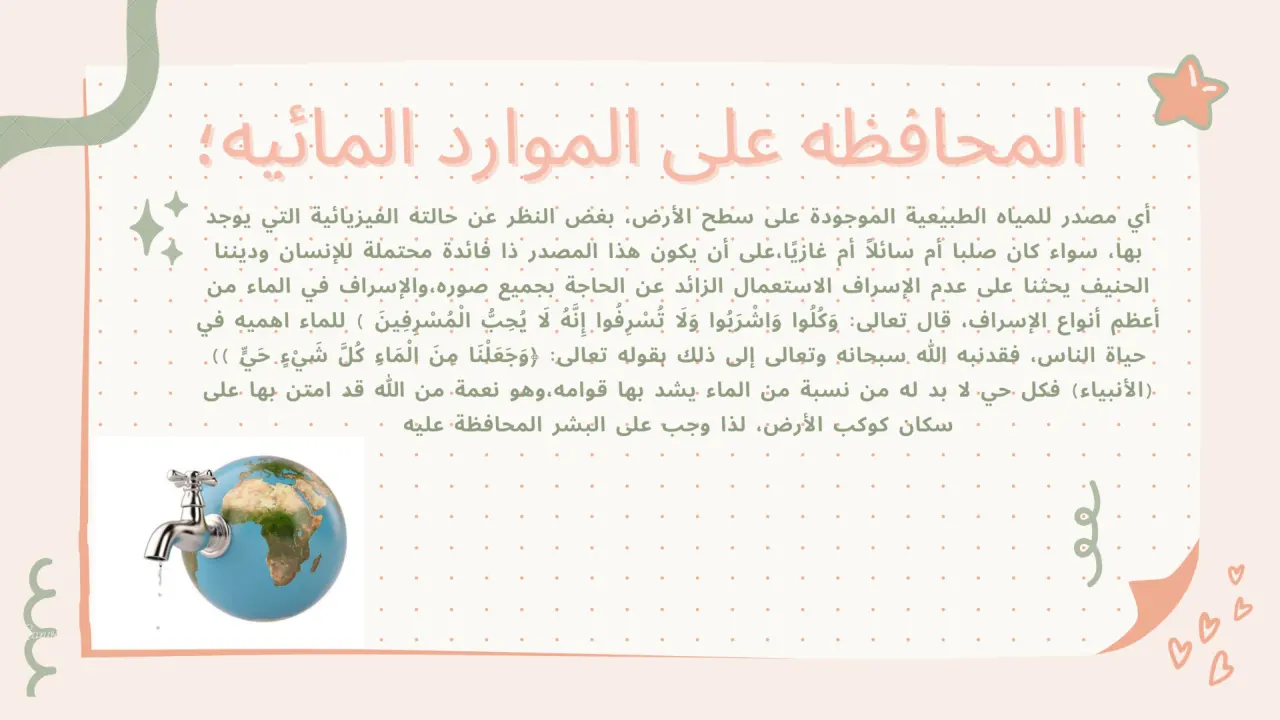 المحافظه على الموارد المائيه؛
أي مصدر للمياه الطبيعية الموجودة على سطح الأرض، بغض النظر عن حالته الفيزيائية التي يوجد
بها، سواء كان صلبا أم سائلاً أم غازيًا،على أن يكون هذا المصدر ذا فائدة محتملة للإنسان وديننا
الحنيف يحثنا على عدم الإسراف الاستعمال الزائد عن الحاجة بجميع صوره،والإسراف في الماء من
أعظم أنواع الإسراف، قال تعالى: وَكُلُوا وَاشْرَبُوا وَلَا تُسْرِفُوا إِنَّهُ لَا يُحِبُّ الْمُسْرِفِينَ ) للماء اهميه في
حياة الناس، فقدنبه الله سبحانه وتعالى إلى ذلك بقوله تعالى: ﴿وَجَعَلْنَا مِنَ الْمَاءِ كُلَّ شَيْءٍ حَيٍّ )).
(الأنبياء) فكل حي لا بد له من نسبة من الماء يشد بها قوامه،وهو نعمة من الله قد امتن بها على
سكان كوكب الأرض، لذا وجب على البشر المحافظة عليه